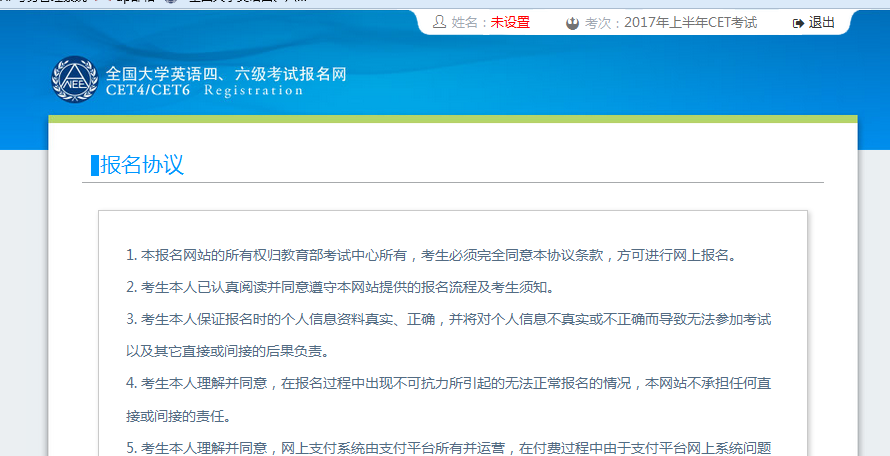 姓名：未设置 考次：2017年上半年CET考试 退出
全国大学英语四、六级考试报名网
CET4/CET6 Registration
NEEA
报名协议
1. 本报名网站的所有权归教育部考试中心所有，考生必须完全同意本协议条款，方可进行网上报名。
2. 考生本人已认真阅读并同意遵守本网站提供的报名流程及考生须知。
3. 考生本人保证报名时的个人信息资料真实、正确，并将对个人信息不真实或不正确而导致无法参加考试
以及其它直接或间接的后果负责。
4. 考生本人理解并同意，在报名过程中出现不可抗力所引起的无法正常报名的情况，本网站不承担任何直
接或间接的责任。
5. 考生本人理解并同意，网上支付系统由支付平台所有并运营，在付费过程中由于支付平台网上系统问题